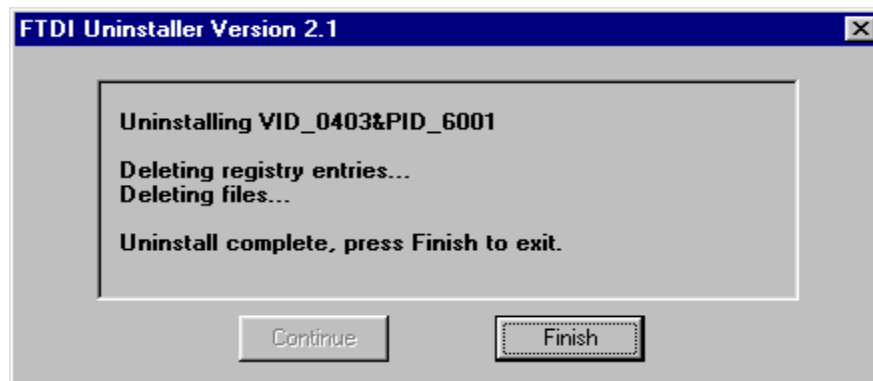 FTDI Uninstaller Version 2.1
Uninstalling VID_0403&PID_6001
Deleting registry entries...
Deleting files...
Uninstall complete, press Finish to exit.
Continue
Finish